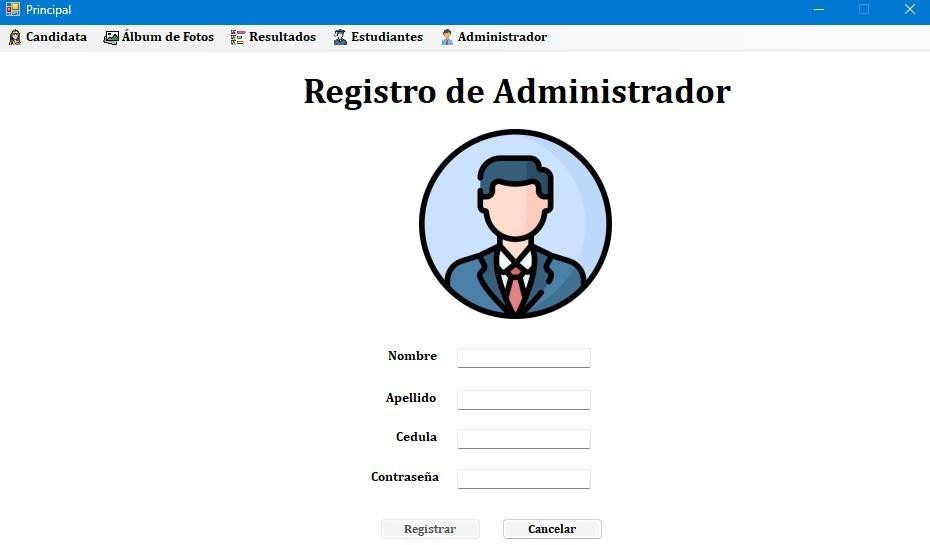 Principal
Candidata Álbum de Fotos Resultados Estudiantes Administrador
Registro de Administrador
Nombre
Apellido
Cedula
Contraseña
Registrar Cancelar